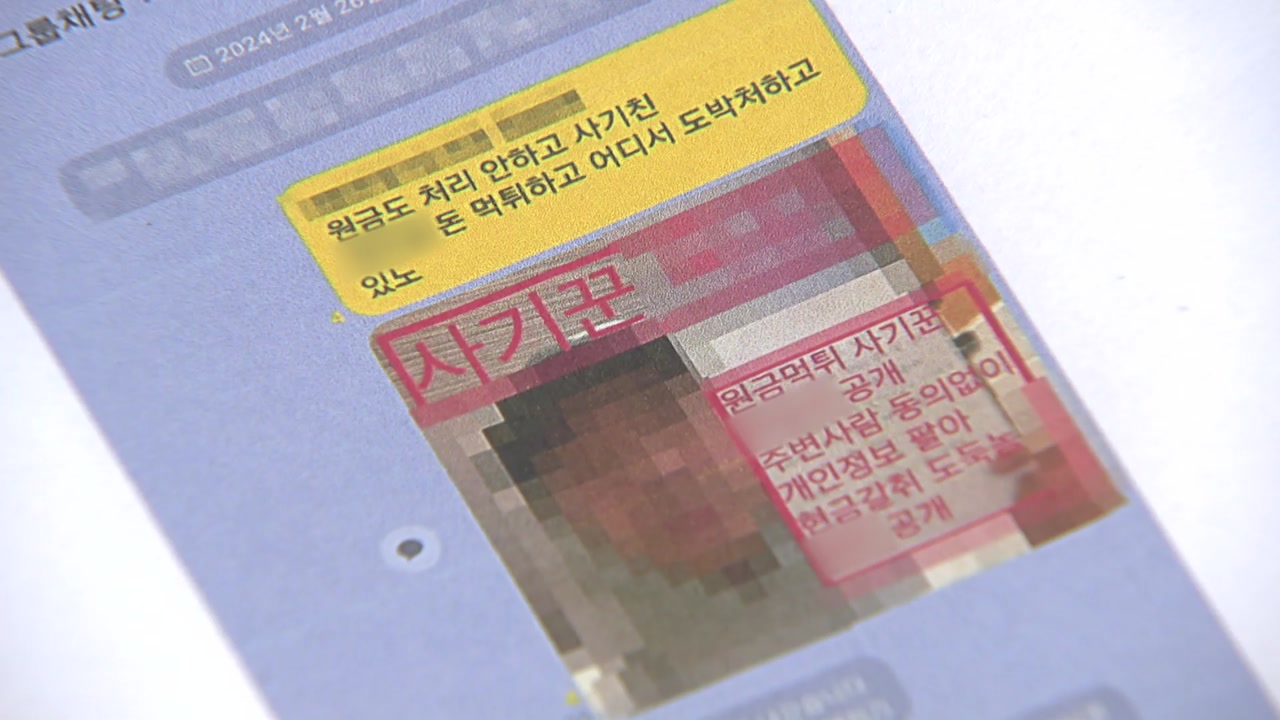 그룹채팅
2024년 2월 26
원금도 처리 안하고 사기친
돈 먹튀하고 어디서 도박처하고
있노
4
사기꾼
원금먹튀 사기꾼
공개
주변사람 동의없이
개인정보 팔아
현금갈취 도둑놈
공개